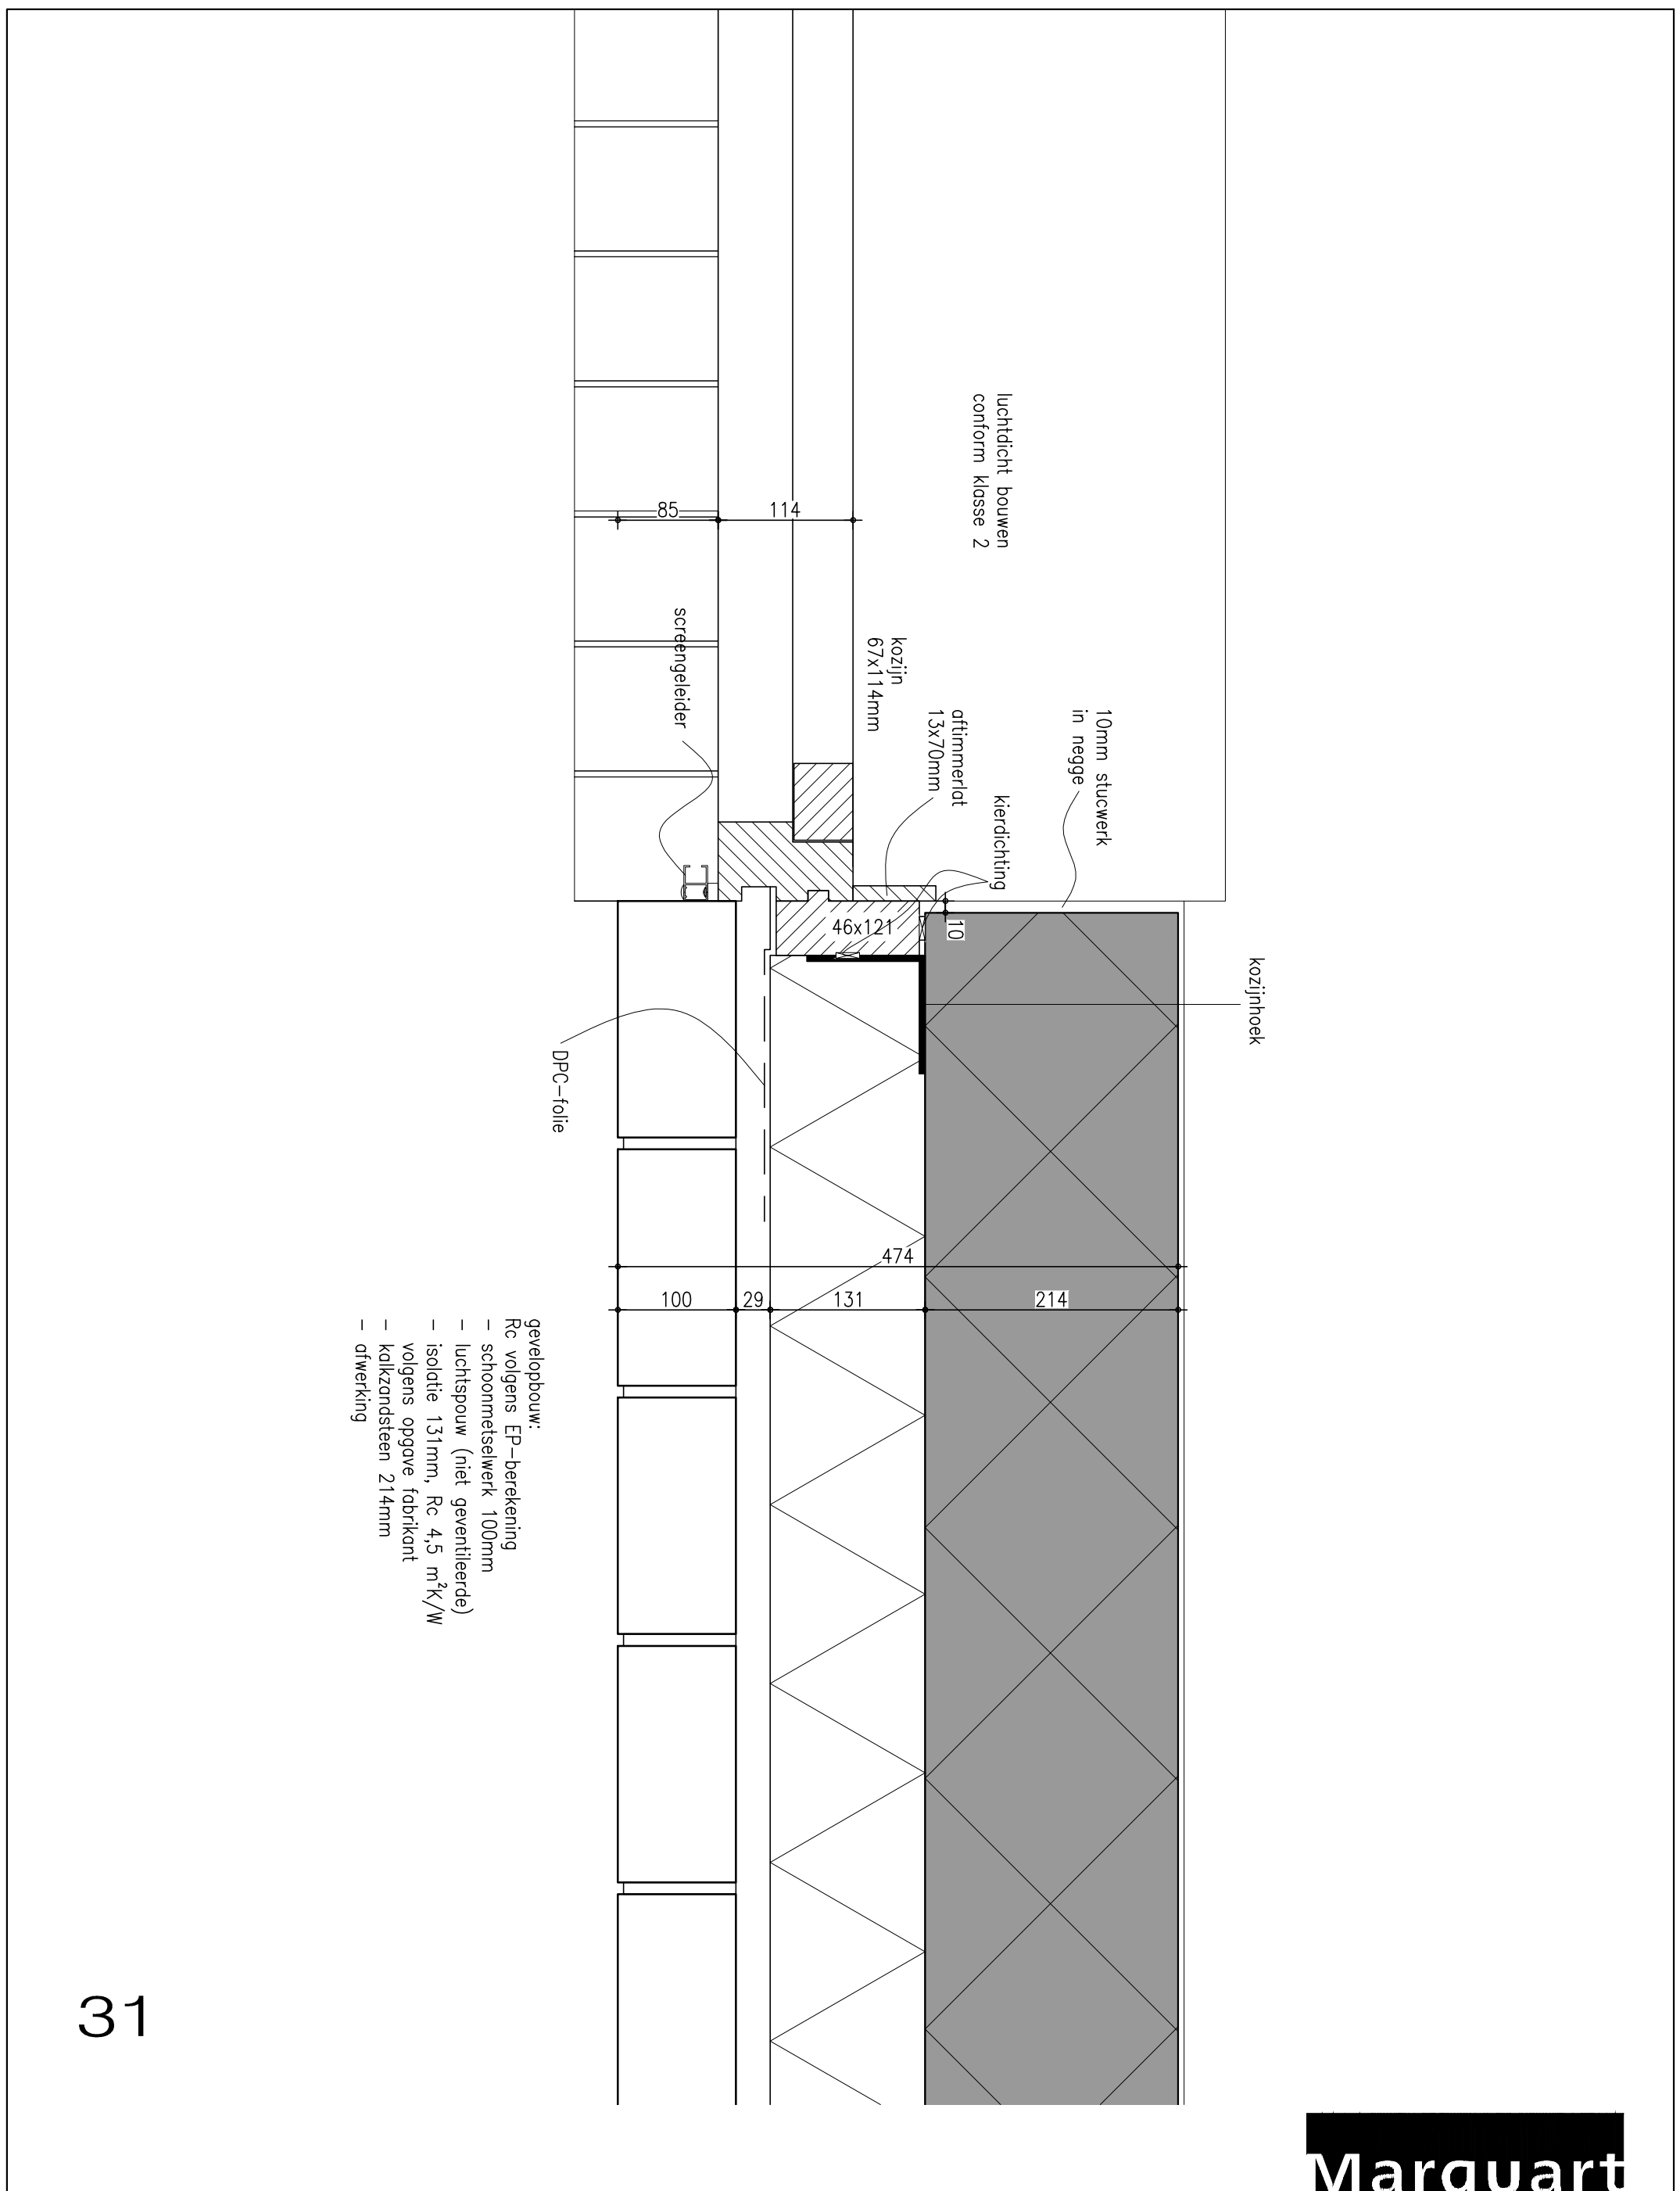 luchtdicht bouwen
conform klasse 2
85
114
screengeleider
kozijn
67x114mm
aftimmerlat
13x70mm
10mm stucwerk
in negge
kierdichting
46x121
10
kozijnhoek
DPC-folie
474
100
29
131
214
gevelopbouw:
Rc volgens EP-berekening
- schoonmetselwerk 100mm
- luchtspouw (niet geventileerde)
- isolatie 131mm, Rc 4,5 m²K/W
volgens opgave fabrikant
- kalkzandsteen 214mm
- afwerking
31
Marquart